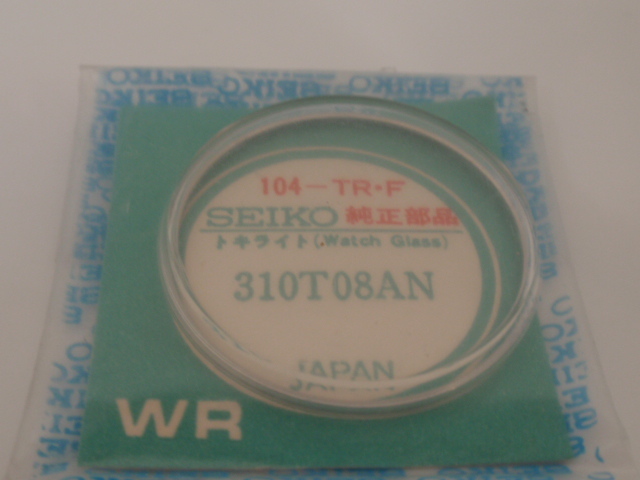 104-TR・F
SEIKO 純正部品
トキライト(Watch Glass)
310T08AN
JAPAN
WR